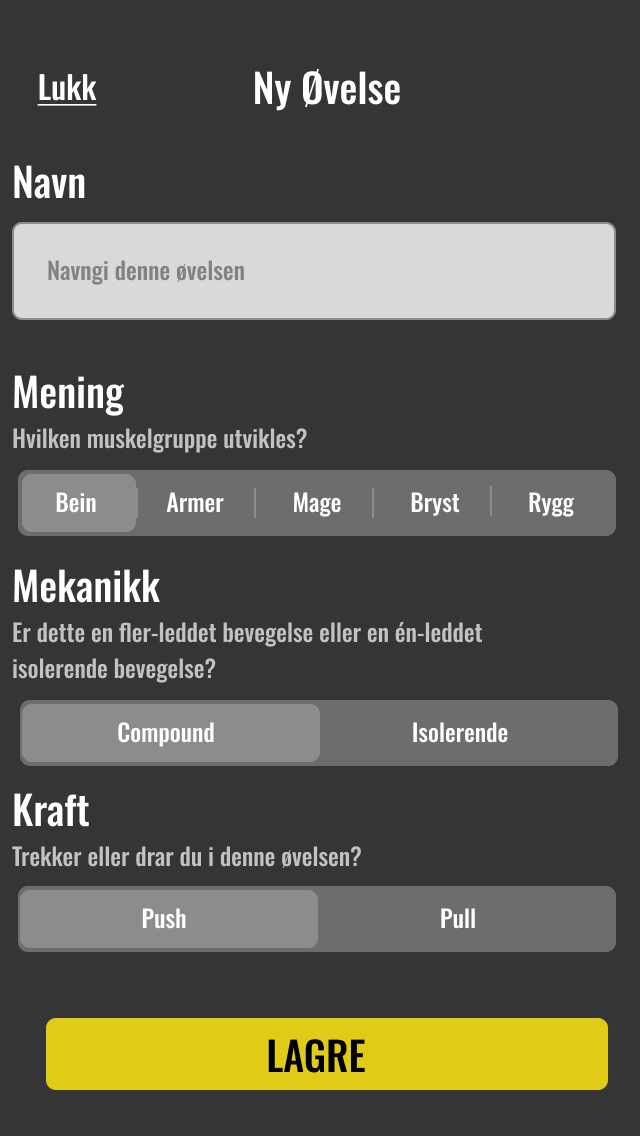 Lukk
Ny Øvelse
Navn
Navngi denne øvelsen
Mening
Hvilken muskelgruppe utvikles?
Bein Armer Mage Bryst Rygg
Mekanikk
Er dette en fler-leddet bevegelse eller en én-leddet
isolerende bevegelse?
Compound Isolerende
Kraft
Trekker eller drar du i denne øvelsen?
Push Pull
LAGRE